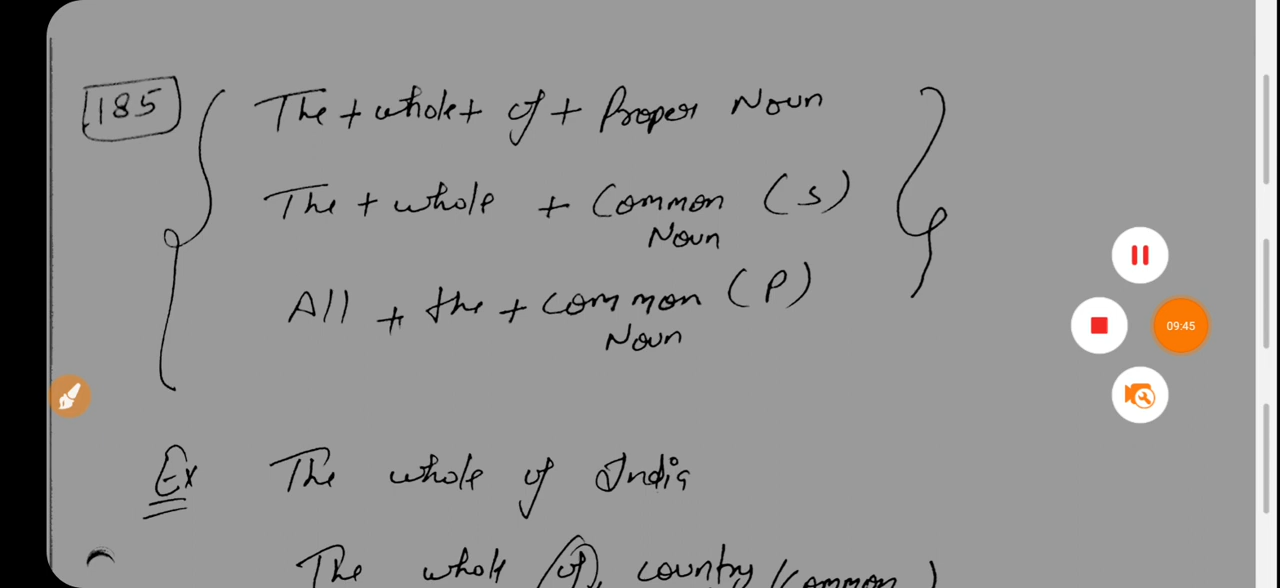 185
The + whole + of + Proper Noun
The + whole + Common (s)
Noun
All + the + common (P)
Noun
Ex The whole of India
The whole (of) country (Common)
09:45